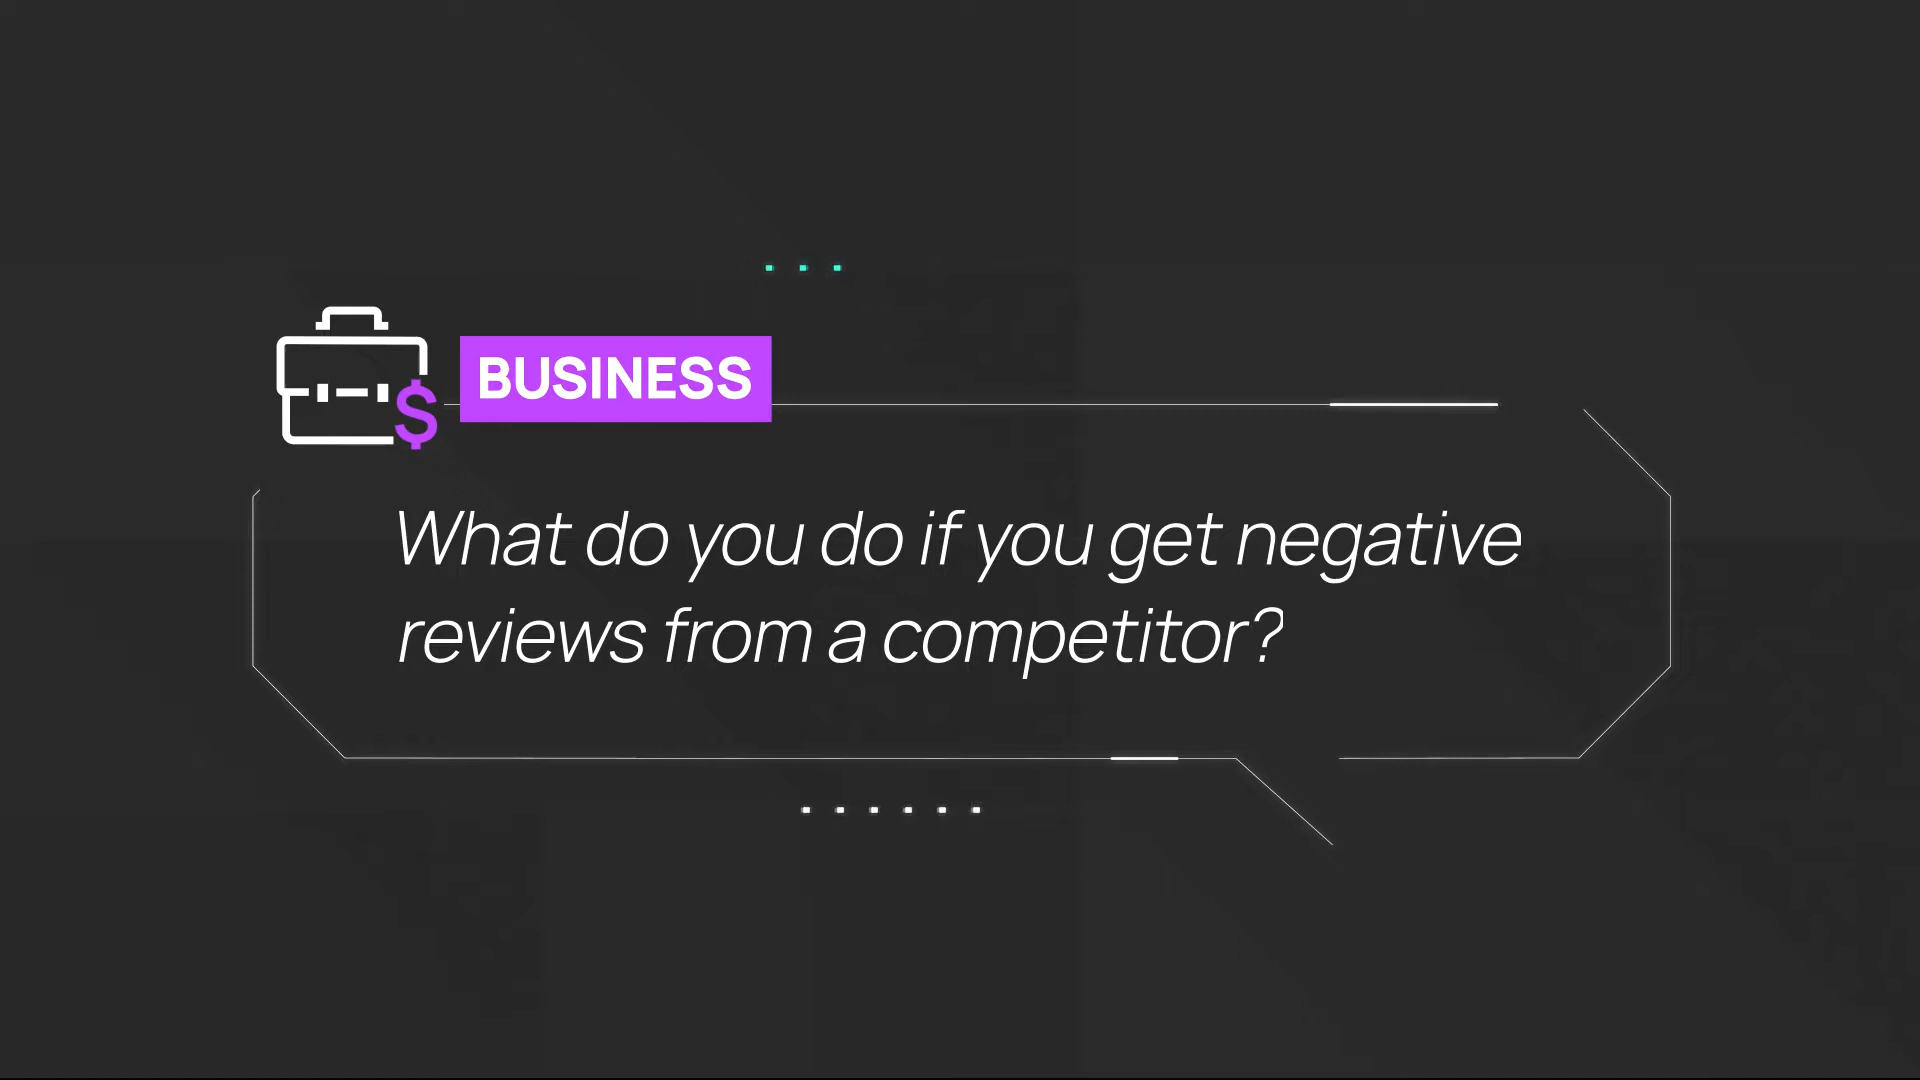 BUSINESS
What do you do if you get negative
reviews from a competitor?